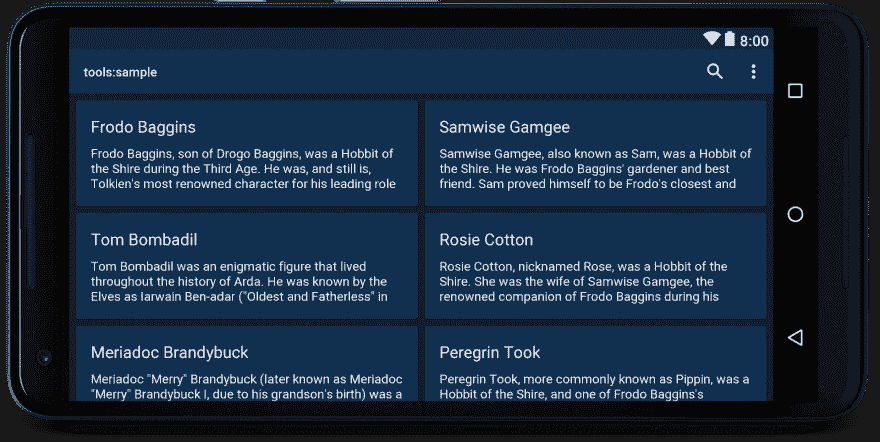 8:00
tools:sample
Frodo Baggins
Frodo Baggins, son of Drogo Baggins, was a Hobbit of
the Shire during the Third Age. He was, and still is,
Tolkien's most renowned character for his leading role
Samwise Gamgee
Samwise Gamgee, also known as Sam, was a Hobbit of
the Shire. He was Frodo Baggins' gardener and best
friend. Sam proved himself to be Frodo's closest and
Tom Bombadil
Tom Bombadil was an enigmatic figure that lived
throughout the history of Arda. He was known by the
Elves as Iarwain Ben-adar ("Oldest and Fatherless" in
Rosie Cotton
Rosie Cotton, nicknamed Rose, was a Hobbit of the
Shire. She was the wife of Samwise Gamgee, the
renowned companion of Frodo Baggins during his
Meriadoc Brandybuck
Meriadoc "Merry" Brandybuck (later known as Meriadoc
"Merry" Brandybuck I, due to his grandson's birth) was a
Peregrin Took
Peregrin Took, more commonly known as Pippin, was a
Hobbit of the Shire, and one of Frodo Baggins's